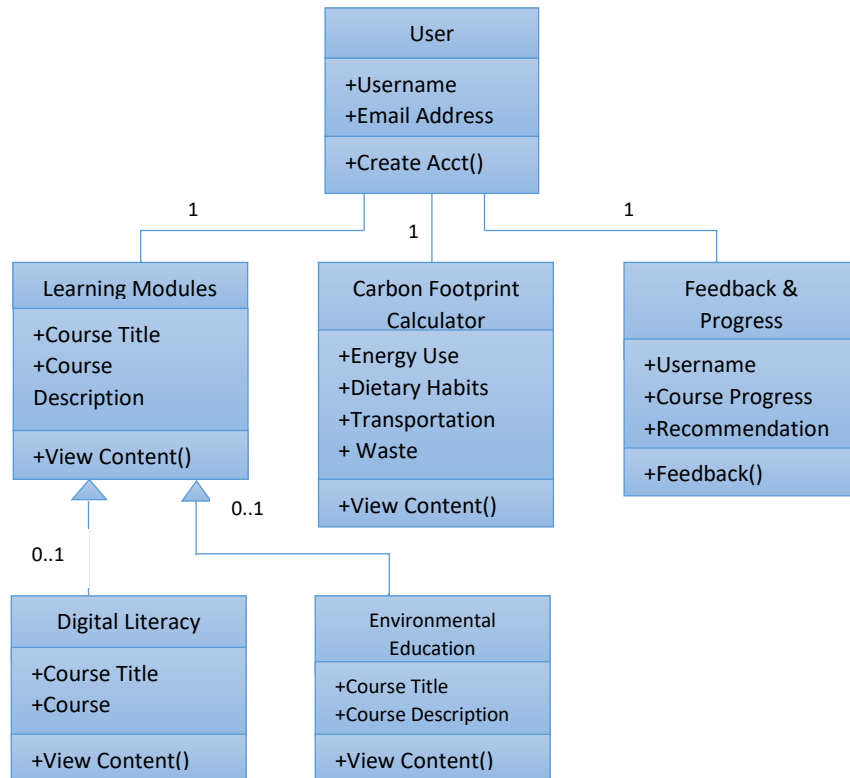 User
+Username
+Email Address
+Create Acct()
1
1
1
Learning Modules
+Course Title
+Course
Description
+View Content()
Carbon Footprint
Calculator
+Energy Use
+Dietary Habits
+Transportation
+ Waste
+View Content()
Feedback &
Progress
+Username
+Course Progress
+Recommendation
+Feedback()
0..1
0..1
Digital Literacy
+Course Title
+Course
+View Content()
Environmental
Education
+Course Title
+Course Description
+View Content()